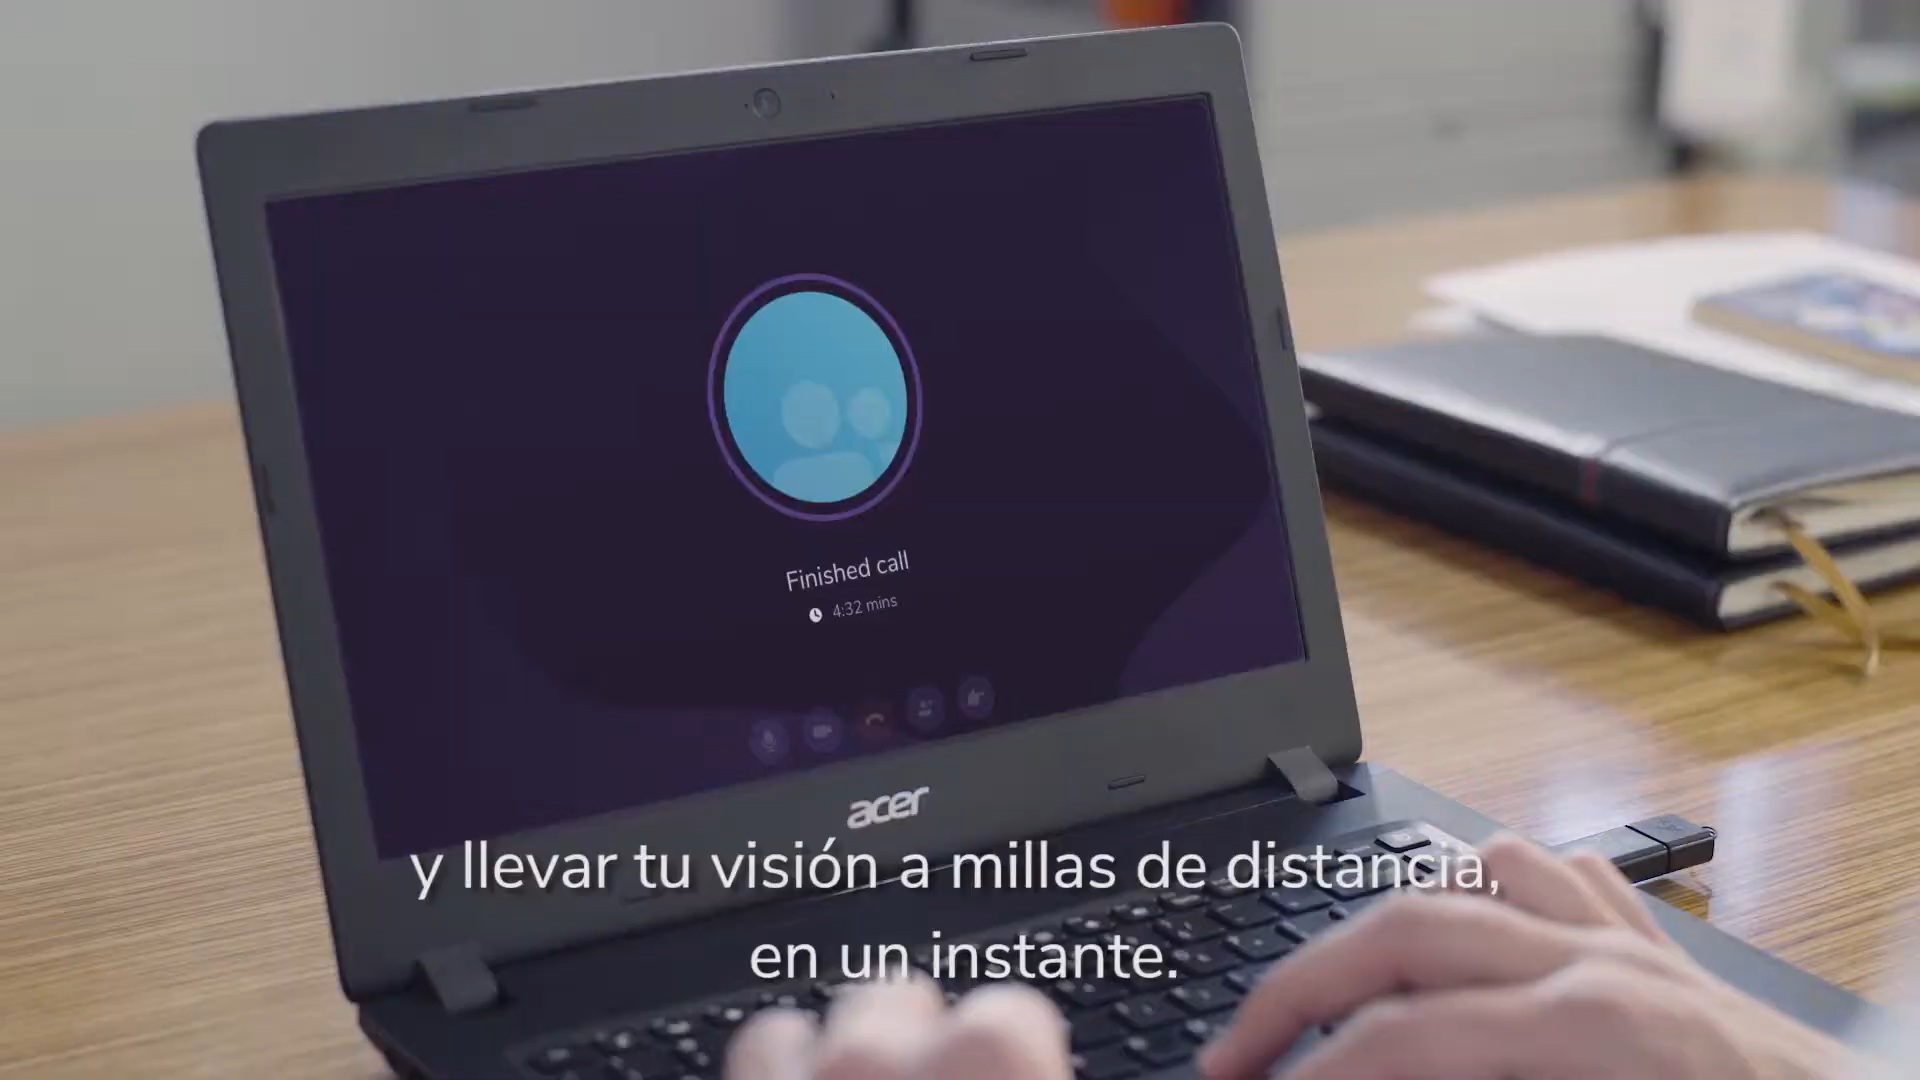 Finished call
4:32 mins
acer
y llevar tu visión a millas de distancia,
en un instante.